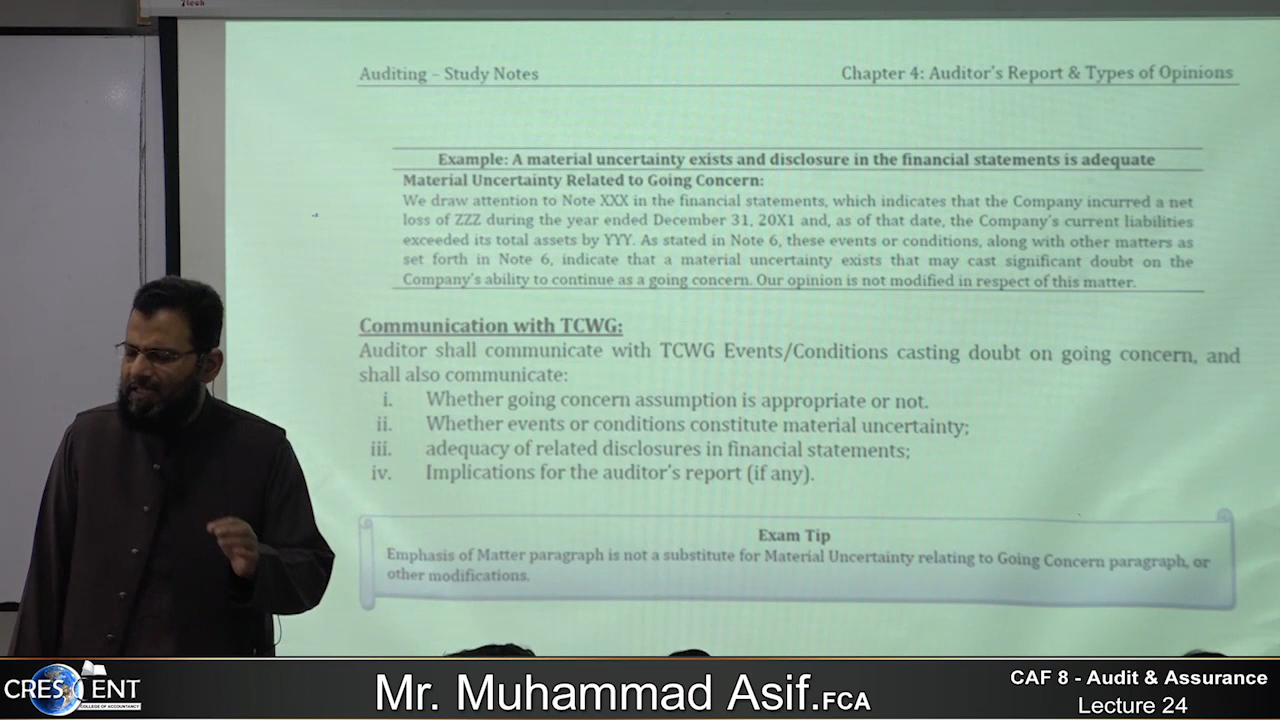 Tech
Auditing – Study Notes
Chapter 4: Auditor's Report & Types of Opinions
Example: A material uncertainty exists and disclosure in the financial statements is adequate
Material Uncertainty Related to Going Concern:
We draw attention to Note XXX in the financial statements, which indicates that the Company incurred a net
loss of ZZZ during the year ended December 31, 20X1 and, as of that date, the Company's current liabilities
exceeded its total assets by YYY. As stated in Note 6, these events or conditions, along with other matters as
set forth in Note 6, indicate that a material uncertainty exists that may cast significant doubt on the
Company's ability to continue as a going concern. Our opinion is not modified in respect of this matter.
Communication with TCWG:
Auditor shall communicate with TCWG Events/Conditions casting doubt on going concern, and
shall also communicate:
i. Whether going concern assumption is appropriate or not.
ii. Whether events or conditions constitute material uncertainty;
iii. adequacy of related disclosures in financial statements;
iv. Implications for the auditor's report (if any).
Exam Tip
Emphasis of Matter paragraph is not a substitute for Material Uncertainty relating to Going Concern paragraph, or
other modifications.
CRESCENT
COLLEGE OF ACCOUNTANCY
Mr. Muhammad Asif.FCA
CAF 8 - Audit & Assurance
Lecture 24